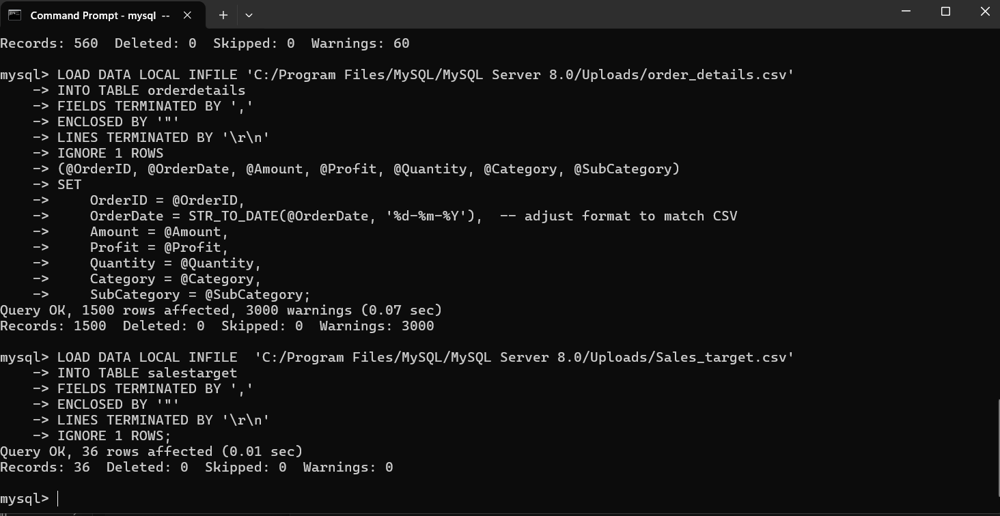 Command Prompt - mysql --
Records: 560  Deleted: 0  Skipped: 0  Warnings: 60
mysql> LOAD DATA LOCAL INFILE 'C:/Program Files/MySQL/MySQL Server 8.0/Uploads/order_details.csv'
    -> INTO TABLE orderdetails
    -> FIELDS TERMINATED BY ','
    -> ENCLOSED BY '"'
    -> LINES TERMINATED BY '\r\n'
    -> IGNORE 1 ROWS
    -> (@OrderID, @OrderDate, @Amount, @Profit, @Quantity, @Category, @SubCategory)
    -> SET
    ->     OrderID = @OrderID,
    ->     OrderDate = STR_TO_DATE(@OrderDate, '%d-%m-%Y'),  -- adjust format to match CSV
    ->     Amount = @Amount,
    ->     Profit = @Profit,
    ->     Quantity = @Quantity,
    ->     Category = @Category,
    ->     SubCategory = @SubCategory;
Query OK, 1500 rows affected, 3000 warnings (0.07 sec)
Records: 1500  Deleted: 0  Skipped: 0  Warnings: 3000
mysql> LOAD DATA LOCAL INFILE  'C:/Program Files/MySQL/MySQL Server 8.0/Uploads/Sales_target.csv'
    -> INTO TABLE salestarget
    -> FIELDS TERMINATED BY ','
    -> ENCLOSED BY '"'
    -> LINES TERMINATED BY '\r\n'
    -> IGNORE 1 ROWS;
Query OK, 36 rows affected (0.01 sec)
Records: 36  Deleted: 0  Skipped: 0  Warnings: 0
mysql>